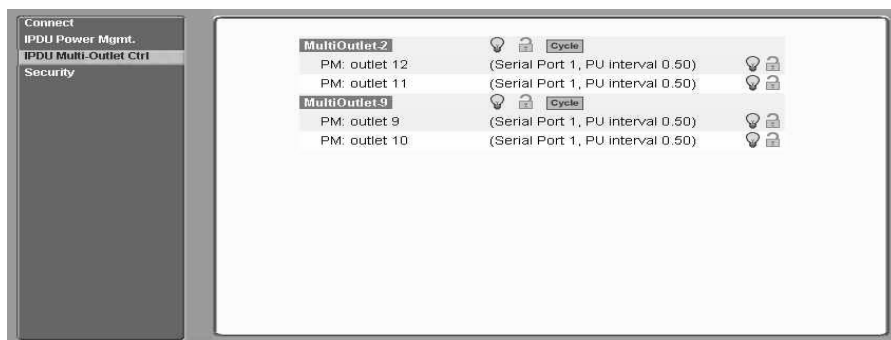 Connect
IPDU Power Mgmt.
IPDU Multi-Outlet Ctrl
Security
MultiOutlet-2 Cycle
PM: outlet 12 (Serial Port 1, PU interval 0.50)
PM: outlet 11 (Serial Port 1, PU interval 0.50)
MultiOutlet-9 Cycle
PM: outlet 9 (Serial Port 1, PU interval 0.50)
PM: outlet 10 (Serial Port 1, PU interval 0.50)